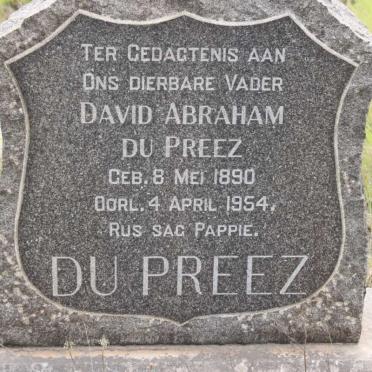 TER GEDAGTENIS AAN
ONS DIERBARE VADER
DAVID ABRAHAM
DU PREEZ
GEB. 8 MEI 1890
OORL. 4 APRIL 1954.
RUS SAG PAPPIE.
DU PREEZ